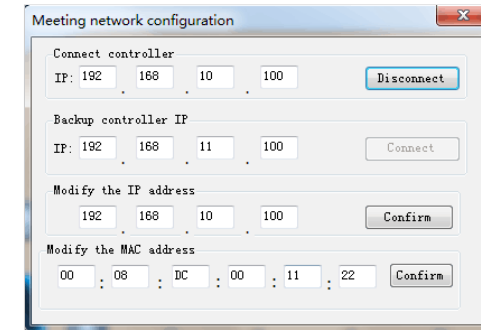 Meeting network configuration
Connect controller
IP: 192 . 168 . 10 . 100 Disconnect
Backup controller IP
IP: 192 . 168 . 11 . 100 Connect
Modify the IP address
192 . 168 . 10 . 100 Confirm
Modify the MAC address
00 : 08 : DC : 00 : 11 : 22 Confirm